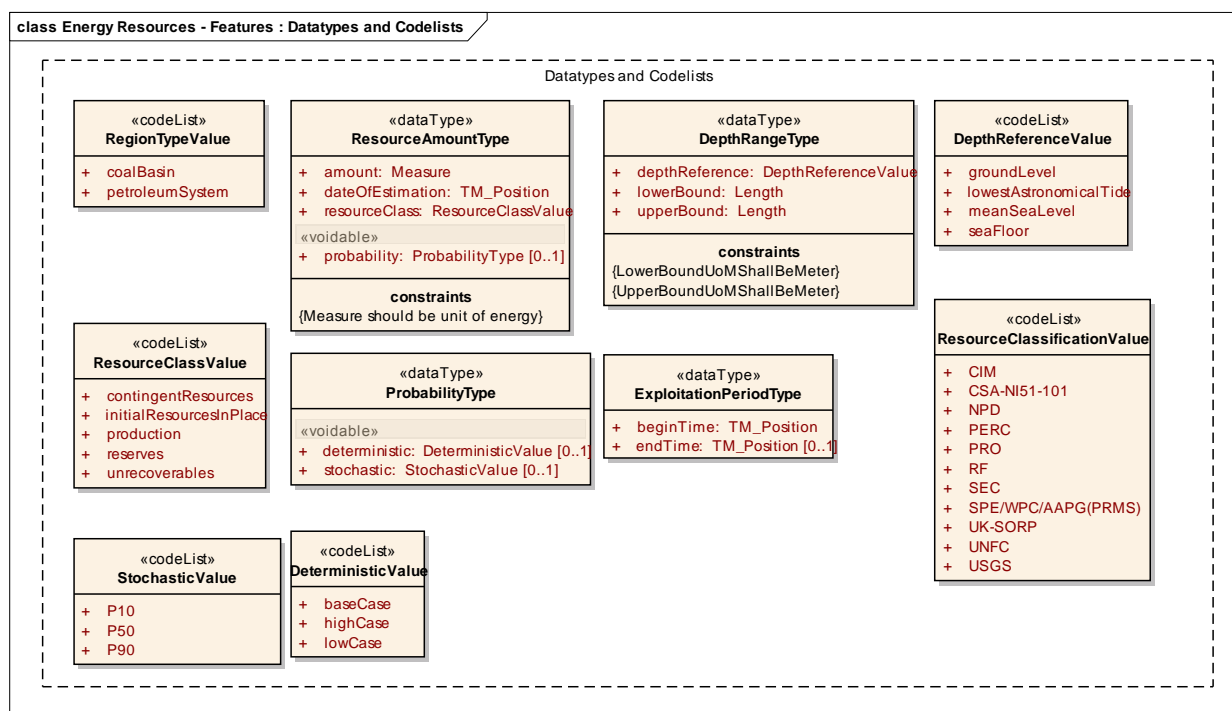 class Energy Resources - Features : Datatypes and Codelists
Datatypes and Codelists
«codeList»
RegionTypeValue
+ coalBasin
+ petroleumSystem
«dataType»
ResourceAmountType
+ amount: Measure
+ dateOfEstimation: TM_Position
+ resourceClass: ResourceClassValue
«voidable»
+ probability: ProbabilityType [0..1]
constraints
{Measure should be unit of energy}
«dataType»
DepthRangeType
+ depthReference: DepthReferenceValue
+ lowerBound: Length
+ upperBound: Length
constraints
{LowerBoundUoMShallBeMeter}
{UpperBoundUoMShallBeMeter}
«codeList»
DepthReferenceValue
+ groundLevel
+ lowestAstronomicalTide
+ meanSeaLevel
+ seaFloor
«codeList»
ResourceClassValue
+ contingentResources
+ initialResourcesInPlace
+ production
+ reserves
+ unrecoverables
«dataType»
ProbabilityType
«voidable»
+ deterministic: DeterministicValue [0..1]
+ stochastic: StochasticValue [0..1]
«dataType»
ExploitationPeriodType
+ beginTime: TM_Position
+ endTime: TM_Position [0..1]
«codeList»
ResourceClassificationValue
+ CIM
+ CSA-NI51-101
+ NPD
+ PERC
+ PRO
+ RF
+ SEC
+ SPE/WPC/AAPG(PRMS)
+ UK-SORP
+ UNFC
+ USGS
«codeList»
StochasticValue
+ P10
+ P50
+ P90
«codeList»
DeterministicValue
+ baseCase
+ highCase
+ lowCase